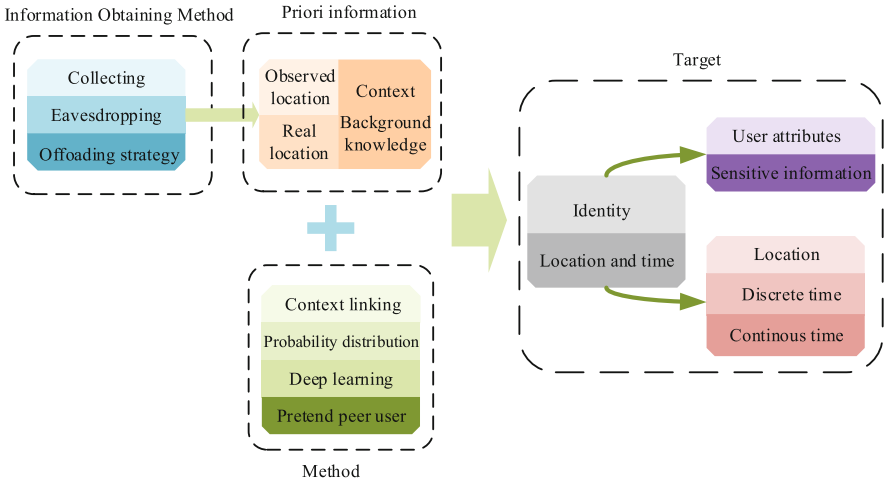 Information Obtaining Method
Collecting
Eavesdropping
Offoading strategy
Priori information
Observed
location
Real
location
Context
Background
knowledge
Context linking
Probability distribution
Deep learning
Pretend peer user
Method
Target
Identity
Location and time
User attributes
Sensitive information
Location
Discrete time
Continous time